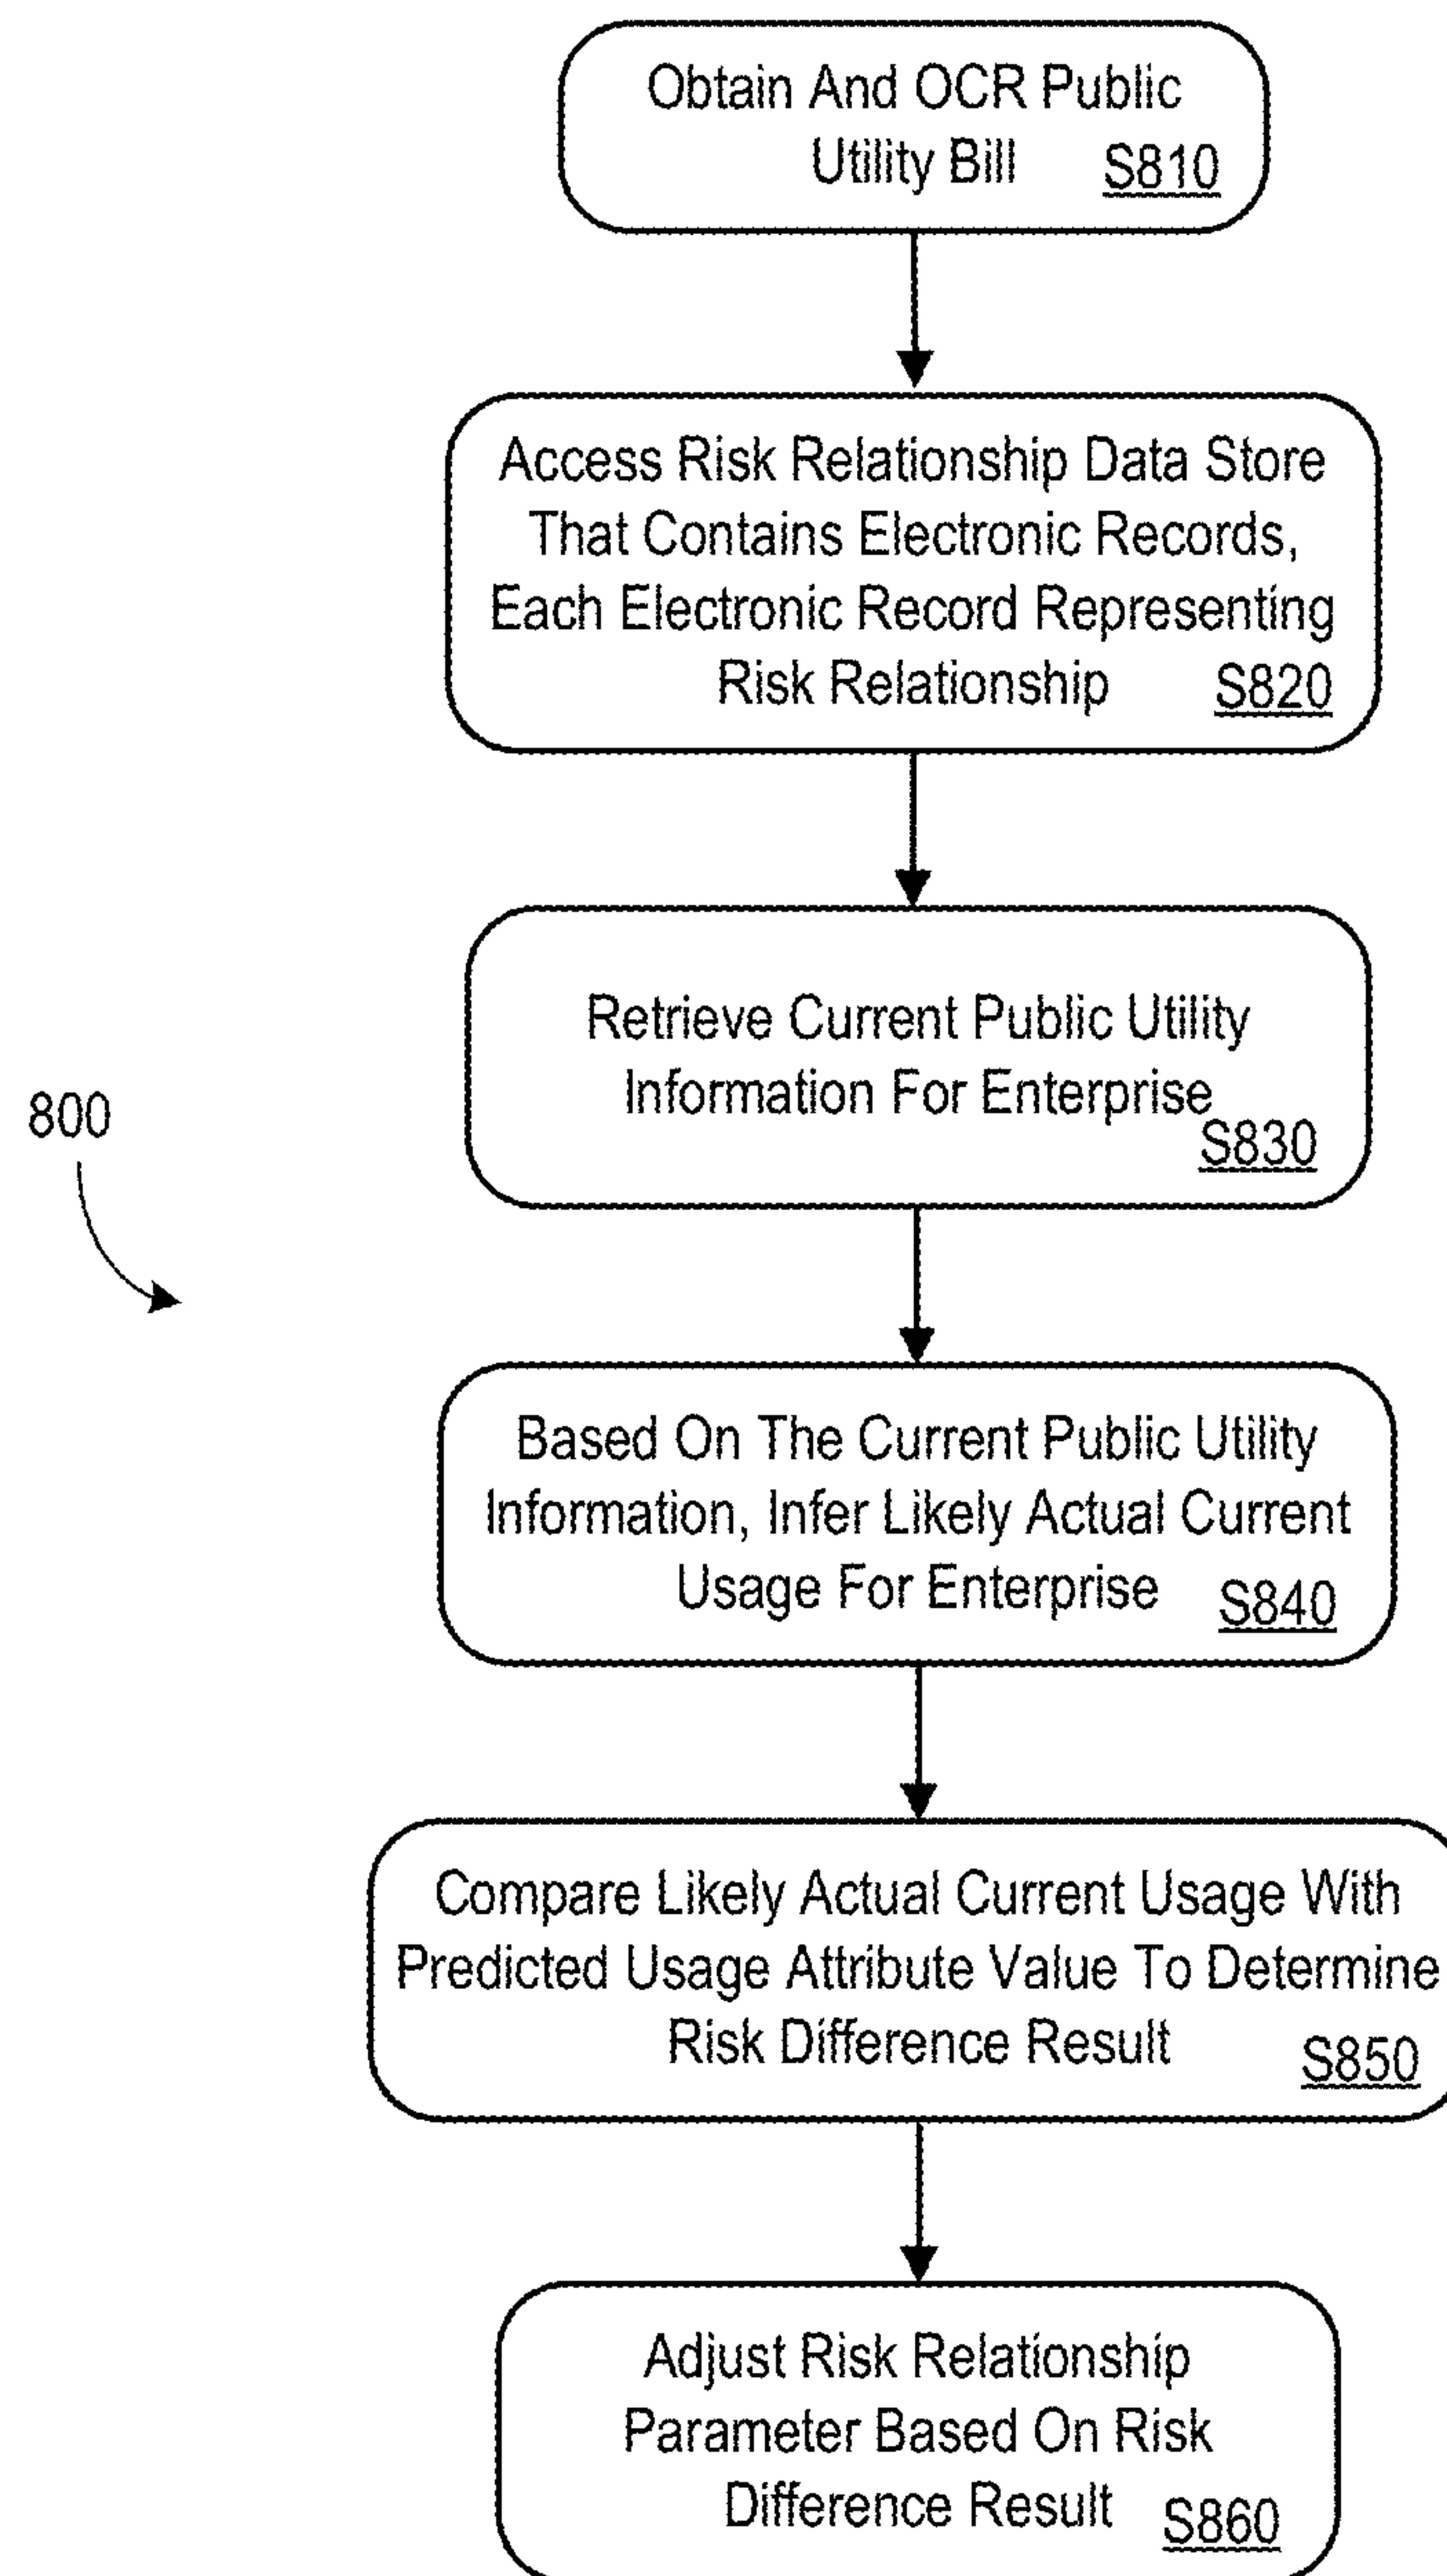 Obtain And OCR Public
Utility Bill S810
Access Risk Relationship Data Store
That Contains Electronic Records,
Each Electronic Record Representing
Risk Relationship S820
Retrieve Current Public Utility
Information For Enterprise
S830
800
Based On The Current Public Utility
Information, Infer Likely Actual Current
Usage For Enterprise S840
Compare Likely Actual Current Usage With
Predicted Usage Attribute Value To Determine
Risk Difference Result S850
Adjust Risk Relationship
Parameter Based On Risk
Difference Result S860